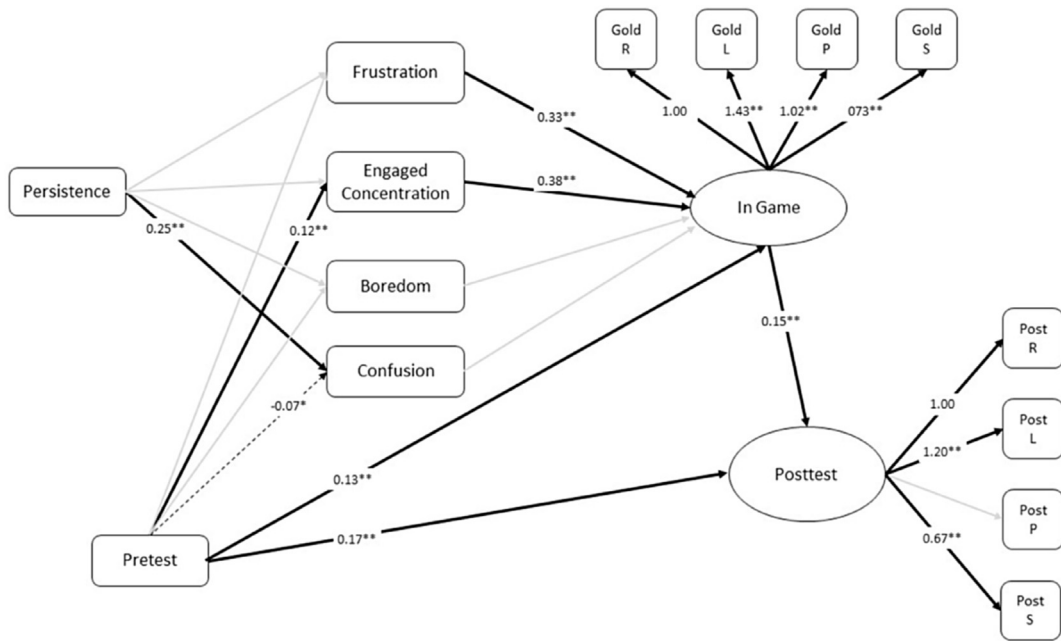 Gold
R
Gold
L
Gold
P
Gold
S
Frustration
1.00
1.43**
1.02**
073**
0.33**
Persistence
Engaged
Concentration
0.38**
In Game
0.25**
0.12**
Boredom
0.15**
Post
R
Confusion
-0.07*
1.00
Post
L
1.20**
0.13**
Posttest
Post
P
0.17**
0.67**
Pretest
Post
S